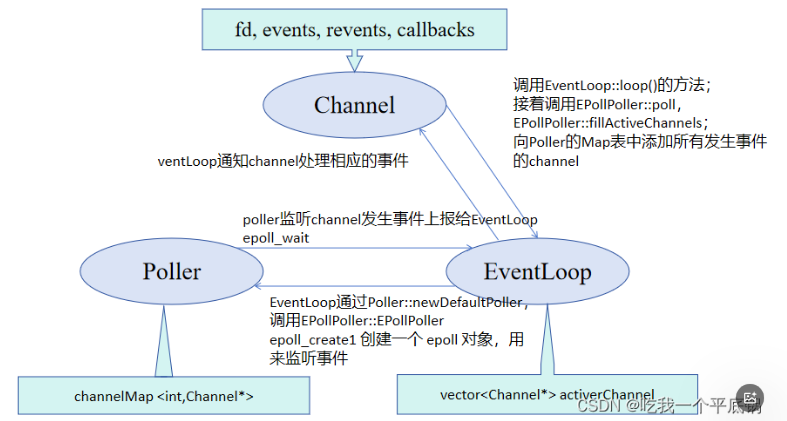 fd, events, revents, callbacks
Channel
调用EventLoop::loop()的方法；
接着调用EPollPoller::poll，
EPollPoller::fillActiveChannels；
向Poller的Map表中添加所有发生事件
的channel
ventLoop通知channel处理相应的事件
poller监听channel发生事件上报给EventLoop
epoll_wait
Poller
EventLoop
EventLoop通过Poller::newDefaultPoller，
调用EPollPoller::EPollPoller
epoll_create1 创建一个 epoll 对象，用
来监听事件
channelMap <int,Channel*>
vector<Channel*> activerChannel
CSDN @吃我一个平底锅